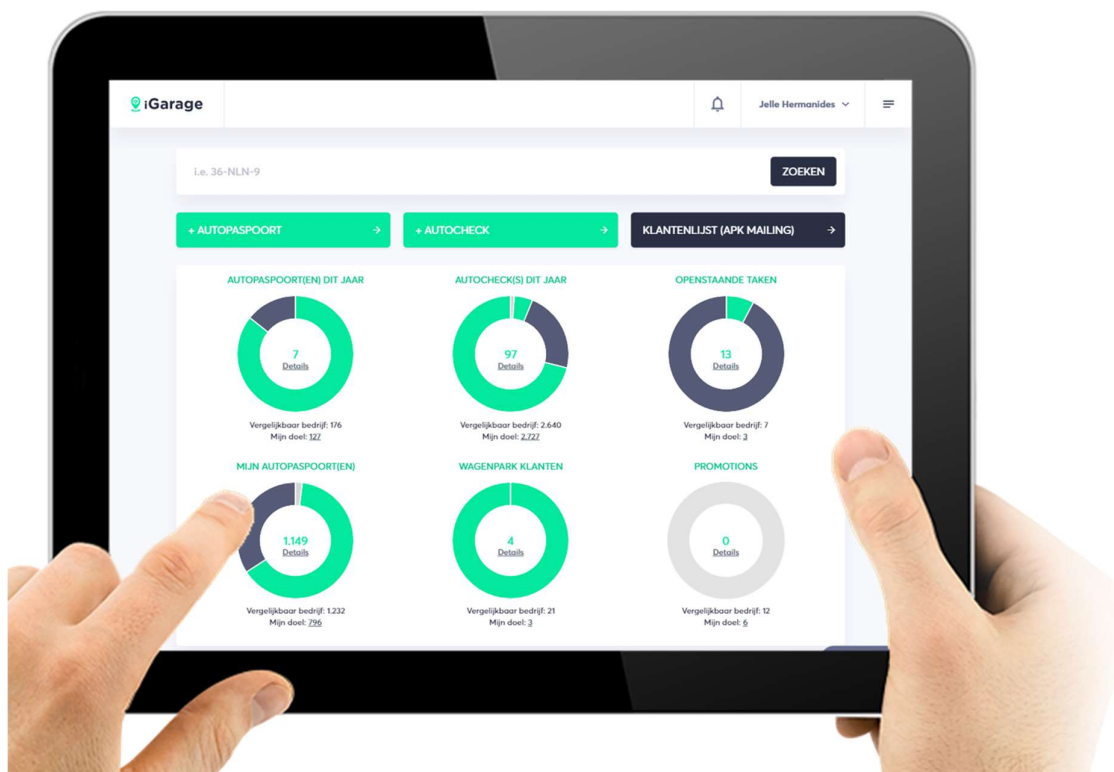 iGarage
Jelle Hermanides
i.e. 36-NLN-9
ZOEKEN
+ AUTOPASPOORT
+ AUTOCHECK
KLANTENLIJST (APK MAILING)
AUTOPASPOORT(EN) DIT JAAR
AUTOCHECK(S) DIT JAAR
OPENSTAANDE TAKEN
7
Details
97
Details
13
Details
Vergelijkbaar bedrijf: 176
Mijn doel: 127
Vergelijkbaar bedrijf: 2.640
Mijn doel: 2.727
Vergelijkbaar bedrijf: 7
Mijn doel: 3
MIJN AUTOPASPOORT(EN)
WAGENPARK KLANTEN
PROMOTIONS
1.149
Details
4
Details
0
Details
Vergelijkbaar bedrijf: 1.232
Mijn doel: 796
Vergelijkbaar bedrijf: 21
Mijn doel: 3
Vergelijkbaar bedrijf: 12
Mijn doel: 6